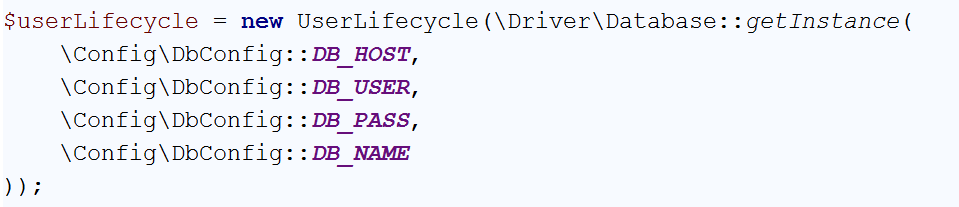 $userLifecycle = new UserLifecycle(\Driver\Database::getInstance(
    \Config\DbConfig::DB_HOST,
    \Config\DbConfig::DB_USER,
    \Config\DbConfig::DB_PASS,
    \Config\DbConfig::DB_NAME
));